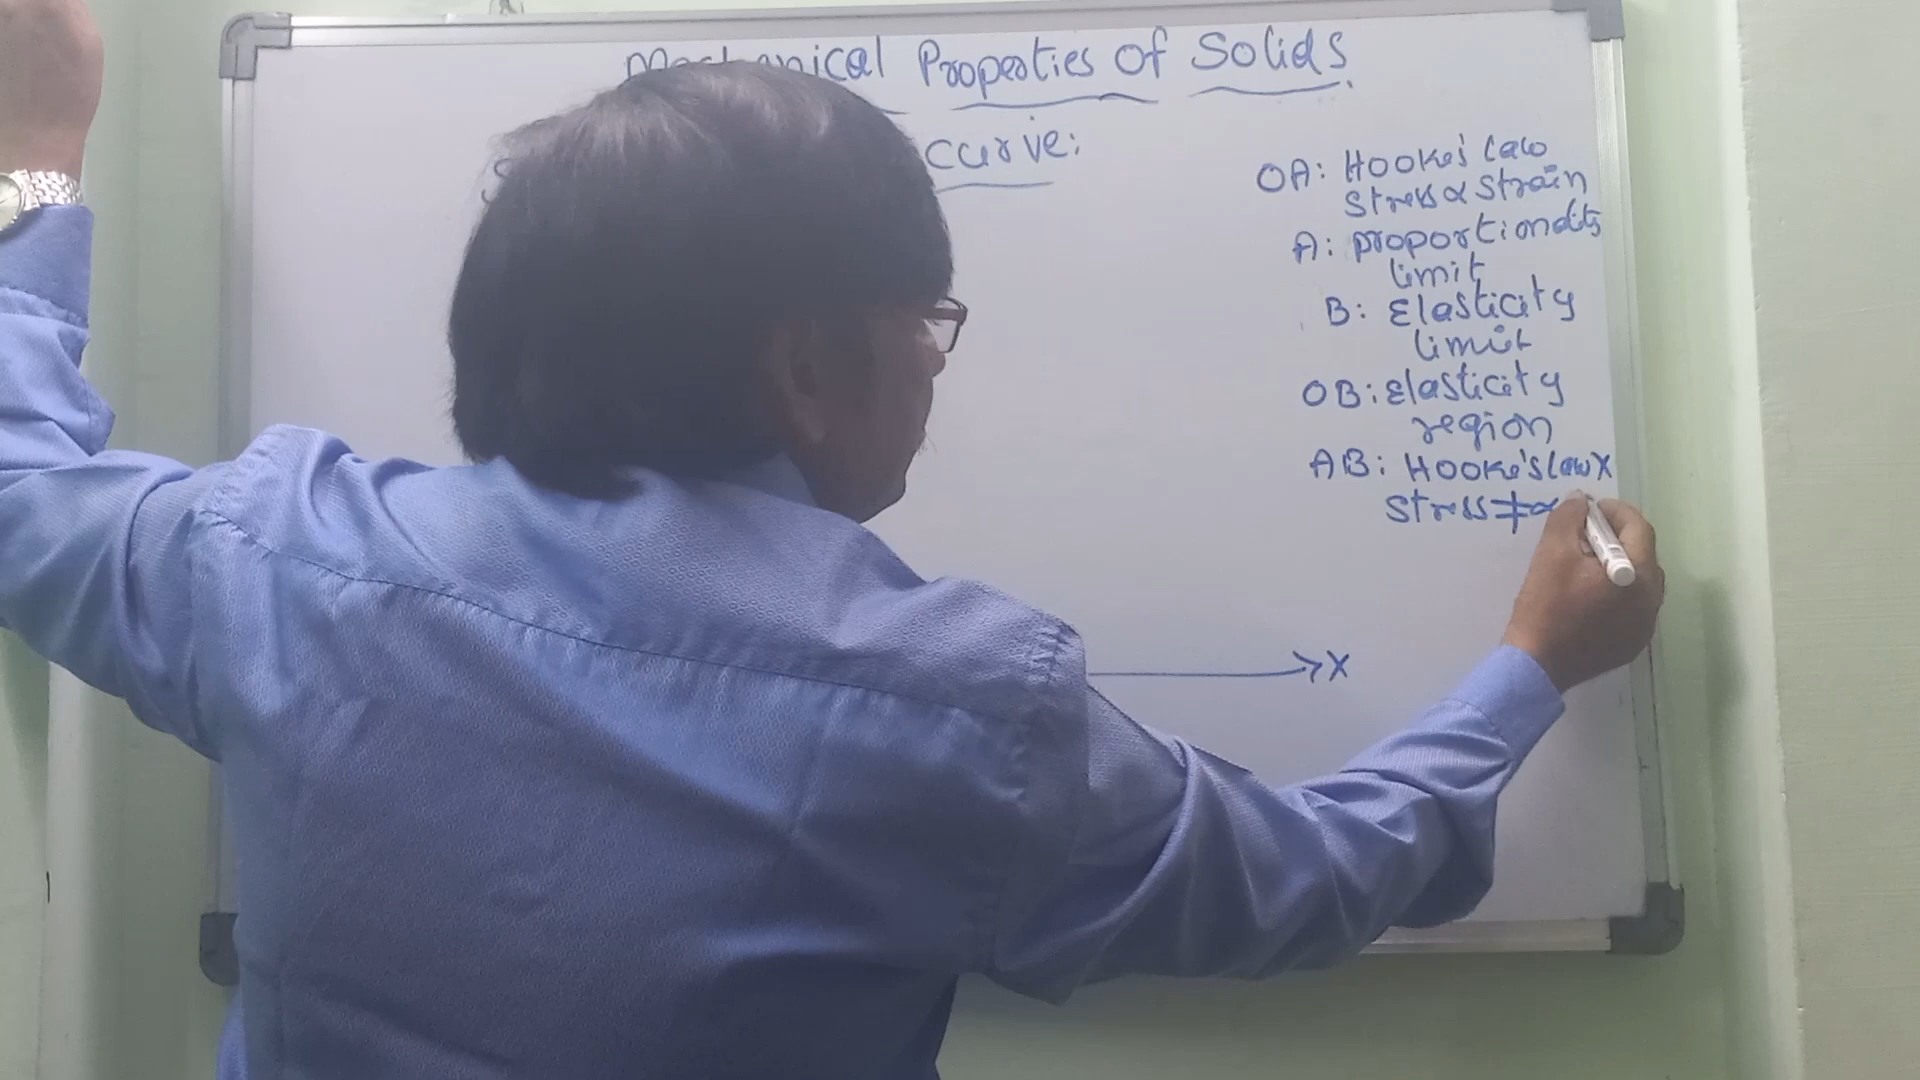 Properties Of Solids.
curve:
OA: Hooke's Law
Stress ∝ Strain
A: Proportionality
limit
B: Elasticity
limit
OB: Elasticity
region
AB: Hooke's law X
Stress ≠ ∝
X